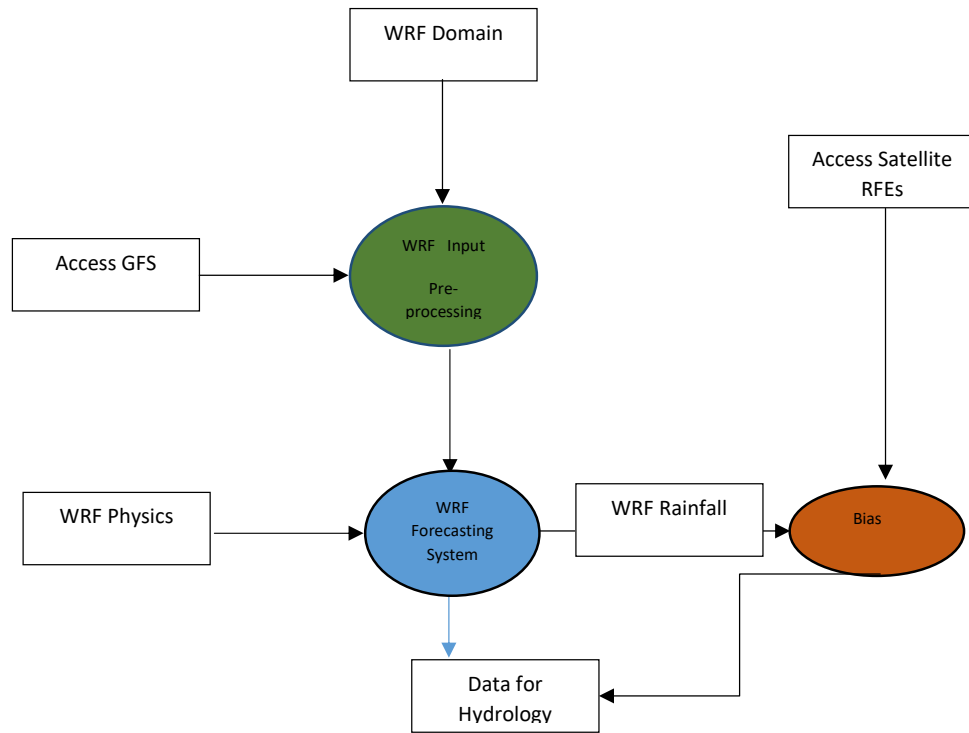 WRF Domain
Access Satellite
RFEs
Access GFS
WRF Input
Pre-
processing
WRF Physics
WRF
Forecasting
System
WRF Rainfall
Bias
Data for
Hydrology